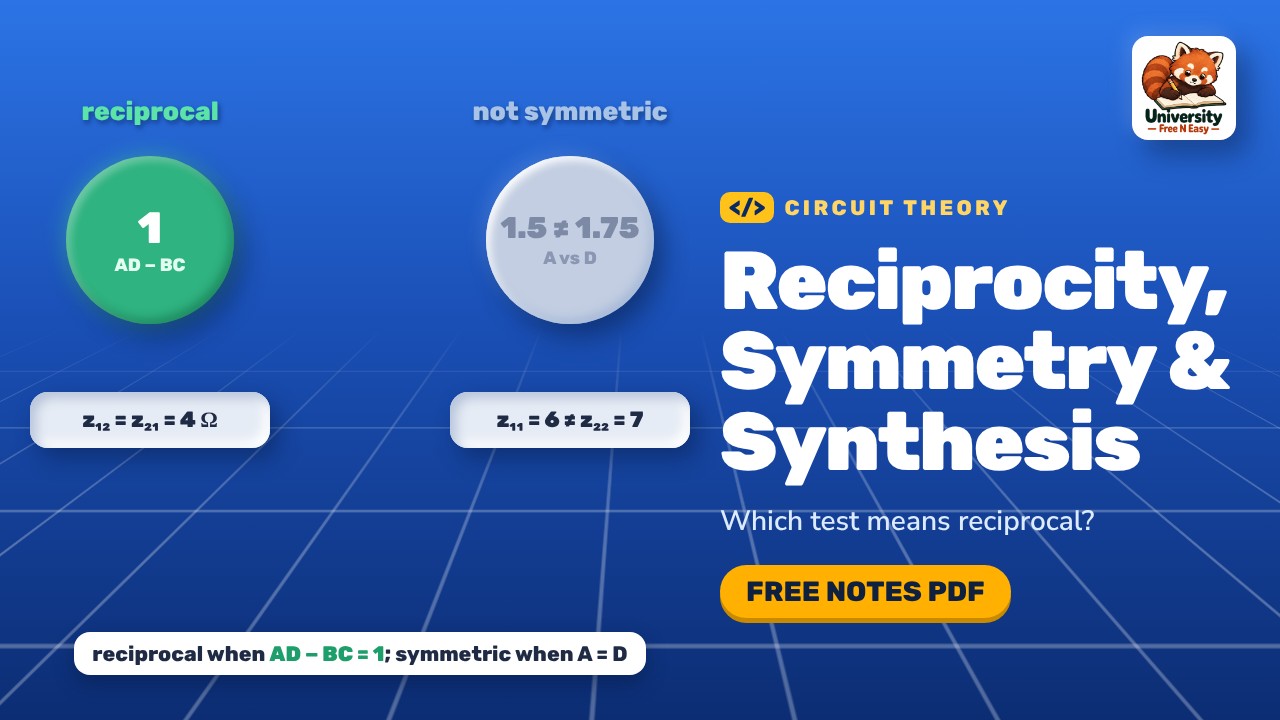 reciprocal
not symmetric
1
AD − BC
1.5 ≠ 1.75
A vs D
z₁₂ = z₂₁ = 4 Ω
z₁₁ = 6 ≠ z₂₂ = 7
reciprocal when AD − BC = 1; symmetric when A = D
University
Free N Easy
</> CIRCUIT THEORY
Reciprocity,
Symmetry &
Synthesis
Which test means reciprocal?
FREE NOTES PDF